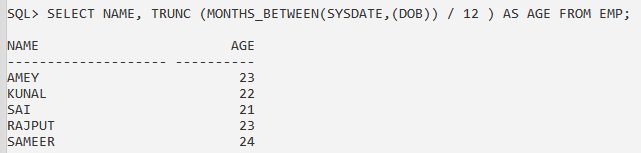 SQL> SELECT NAME, TRUNC (MONTHS_BETWEEN(SYSDATE,(DOB)) / 12 ) AS AGE FROM EMP;
NAME                        AGE
-------------------- ----------
AMEY                         23
KUNAL                        22
SAI                          21
RAJPUT                       23
SAMEER                       24